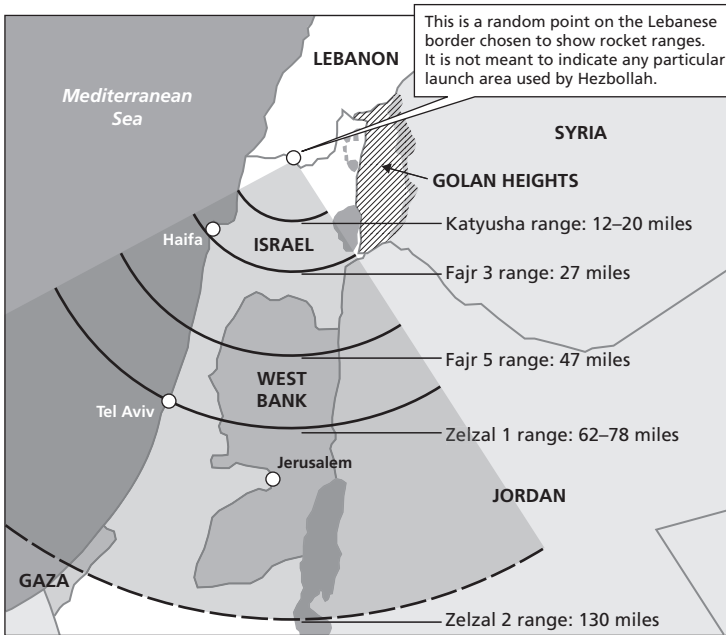 This is a random point on the Lebanese
border chosen to show rocket ranges.
It is not meant to indicate any particular
launch area used by Hezbollah.
LEBANON
Mediterranean
Sea
SYRIA
GOLAN HEIGHTS
Katyusha range: 12–20 miles
Haifa
ISRAEL
Fajr 3 range: 27 miles
Fajr 5 range: 47 miles
WEST
BANK
Tel Aviv
Zelzal 1 range: 62–78 miles
Jerusalem
JORDAN
GAZA
Zelzal 2 range: 130 miles